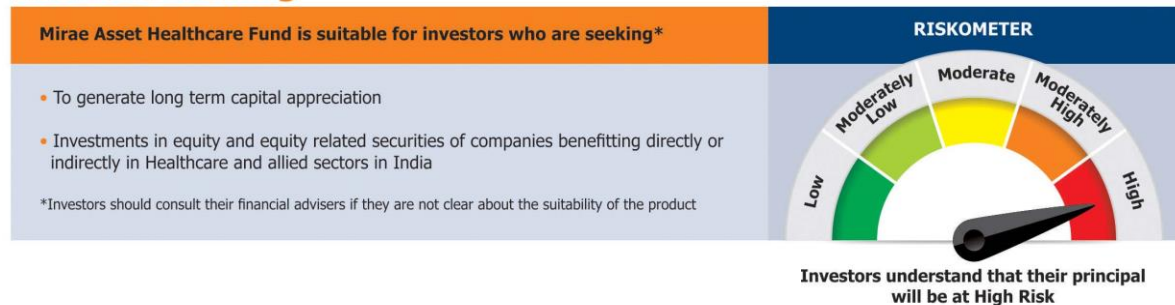 Mirae Asset Healthcare Fund is suitable for investors who are seeking*
• To generate long term capital appreciation
• Investments in equity and equity related securities of companies benefitting directly or
indirectly in Healthcare and allied sectors in India
*Investors should consult their financial advisers if they are not clear about the suitability of the product
RISKOMETER
Low
Moderately
Low
Moderate
Moderately
High
High
Investors understand that their principal
will be at High Risk